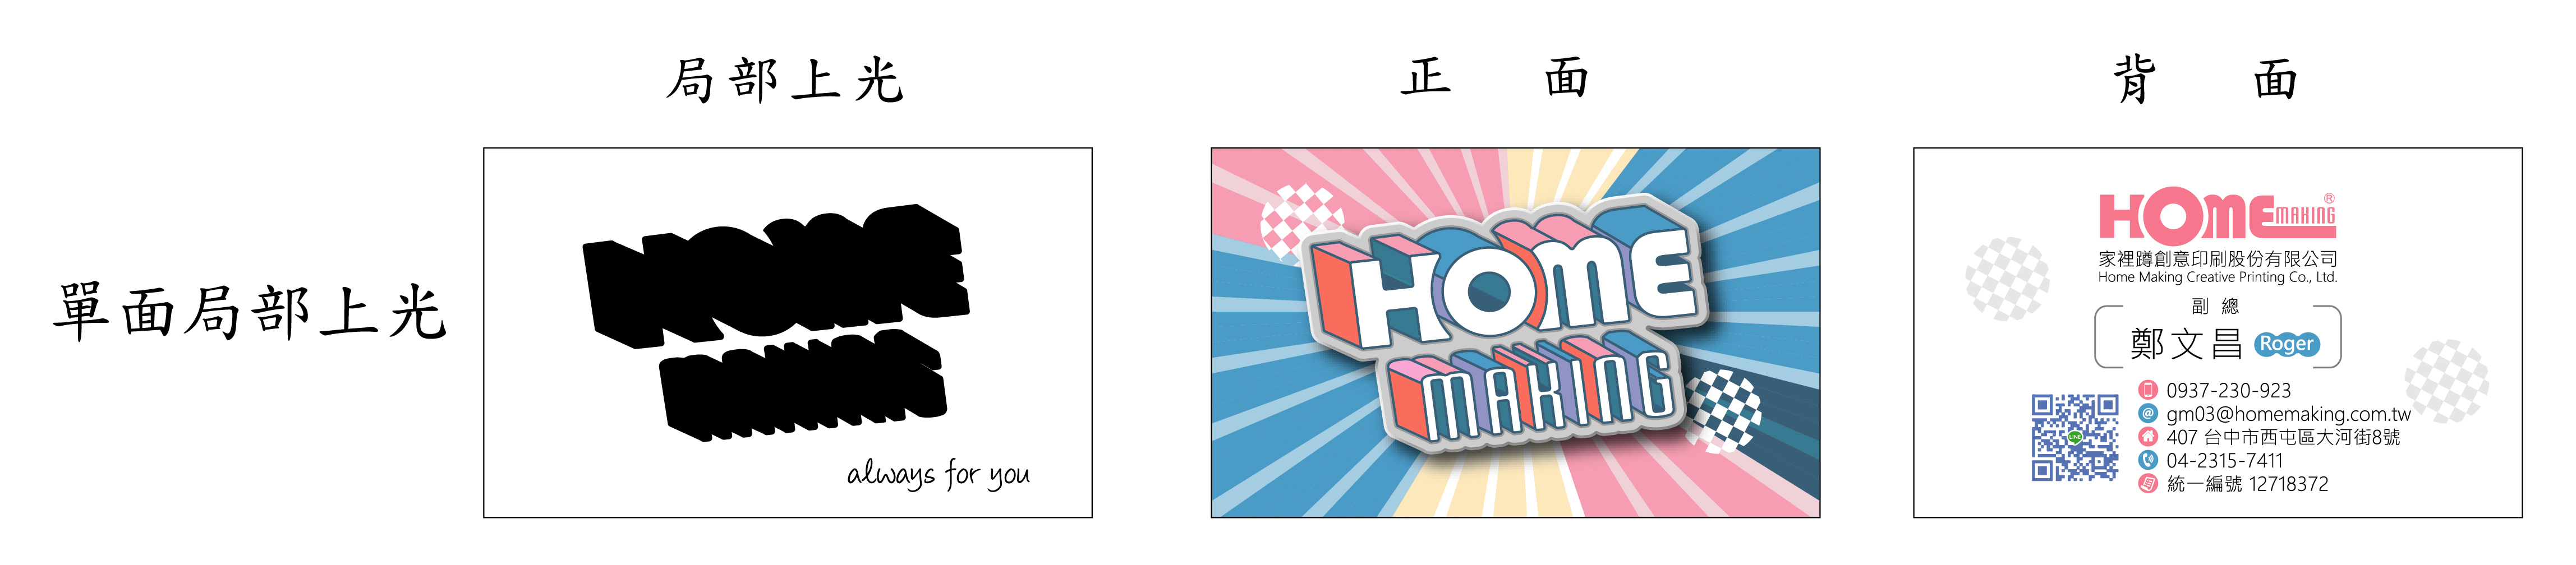 局部上光
正面
背面
單面局部上光
always for you
HOME
MAKING
HOME MAKING®
家裡蹲創意印刷股份有限公司
Home Making Creative Printing Co., Ltd.
副 總
鄭文昌 Roger
0937-230-923
@ gm03@homemaking.com.tw
407 台中市西屯區大河街8號
04-2315-7411
統一編號 12718372
LINE